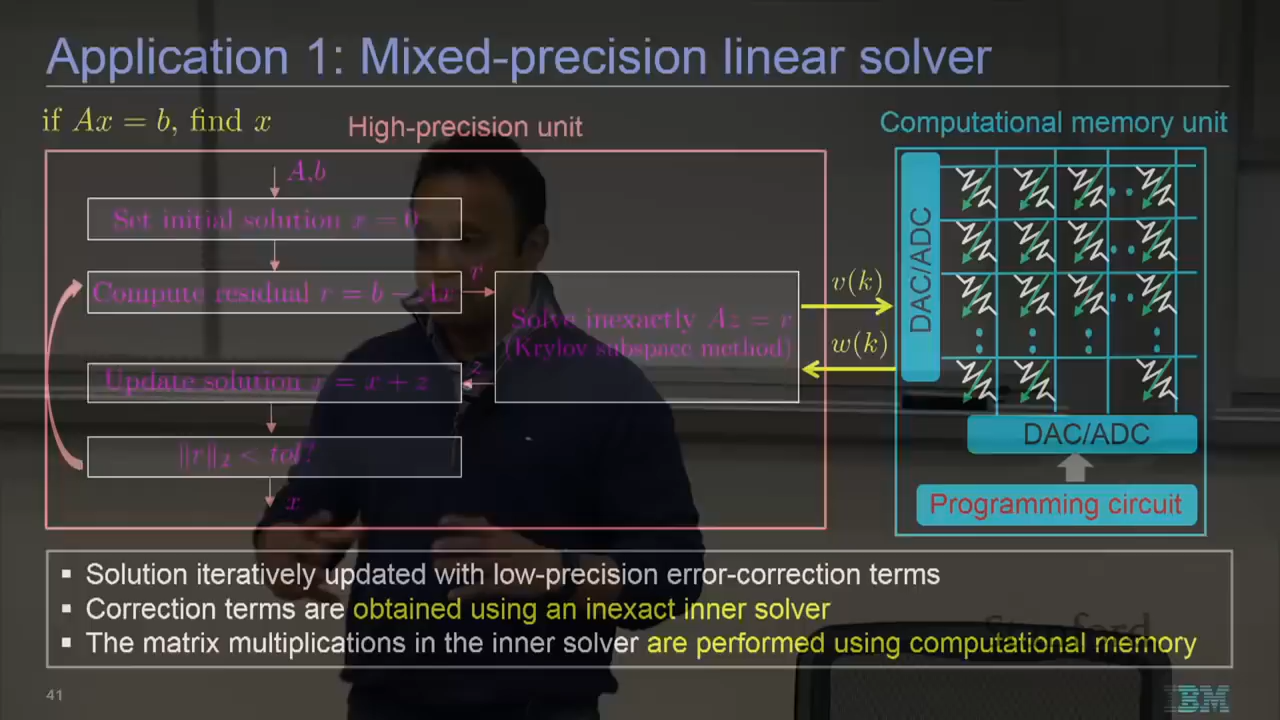 Application 1: Mixed-precision linear solver
if Ax = b, find x
High-precision unit
Computational memory unit
A,b
Set initial solution x = 0
Compute residual r = b − Ax
r
Solve inexactly Az = r
(Krylov subspace method)
z
Update solution x = x + z
‖r‖₂ < tol?
x
v(k)
w(k)
DAC/ADC
DAC/ADC
Programming circuit
▪ Solution iteratively updated with low-precision error-correction terms
▪ Correction terms are obtained using an inexact inner solver
▪ The matrix multiplications in the inner solver are performed using computational memory
Stanford
41
IBM